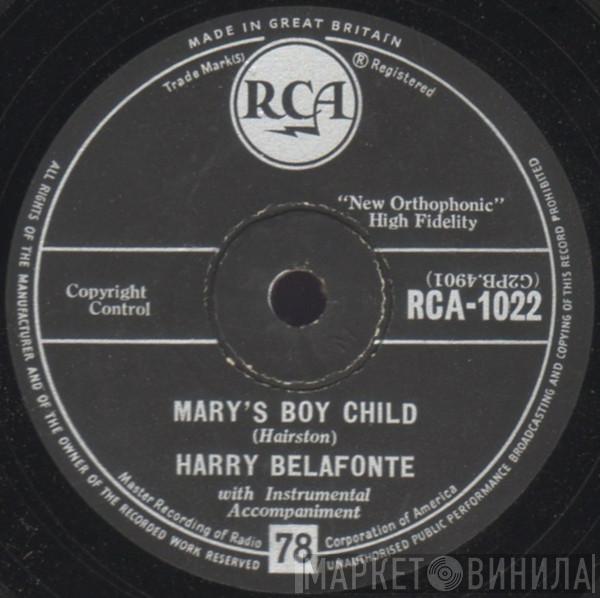 MADE IN GREAT BRITAIN
Trade Mark(S) ® Registered
RCA
"New Orthophonic"
High Fidelity
Copyright
Control
(G2PB.4901)
RCA-1022
MARY'S BOY CHILD
(Hairston)
HARRY BELAFONTE
with Instrumental
Accompaniment
Master Recording of Radio Corporation of America
78
ALL RIGHTS OF THE MANUFACTURER AND OF THE OWNER OF THE RECORDED WORK RESERVED
UNAUTHORISED PUBLIC PERFORMANCE BROADCASTING AND COPYING OF THIS RECORD PROHIBITED
МАРКЕТ ВИНИЛА